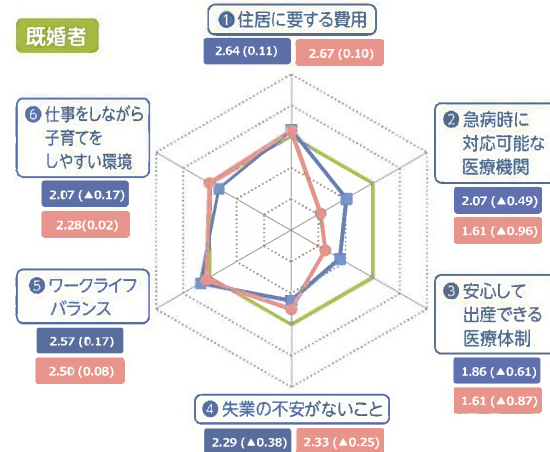 既婚者
❶住居に要する費用
2.64 (0.11)
2.67 (0.10)
❷急病時に
対応可能な
医療機関
2.07 (▲0.49)
1.61 (▲0.96)
❸安心して
出産できる
医療体制
1.86 (▲0.61)
1.61 (▲0.87)
❹失業の不安がないこと
2.29 (▲0.38)
2.33 (▲0.25)
❺ワークライフ
バランス
2.57 (0.17)
2.50 (0.08)
❻仕事をしながら
子育てを
しやすい環境
2.07 (▲0.17)
2.28(0.02)